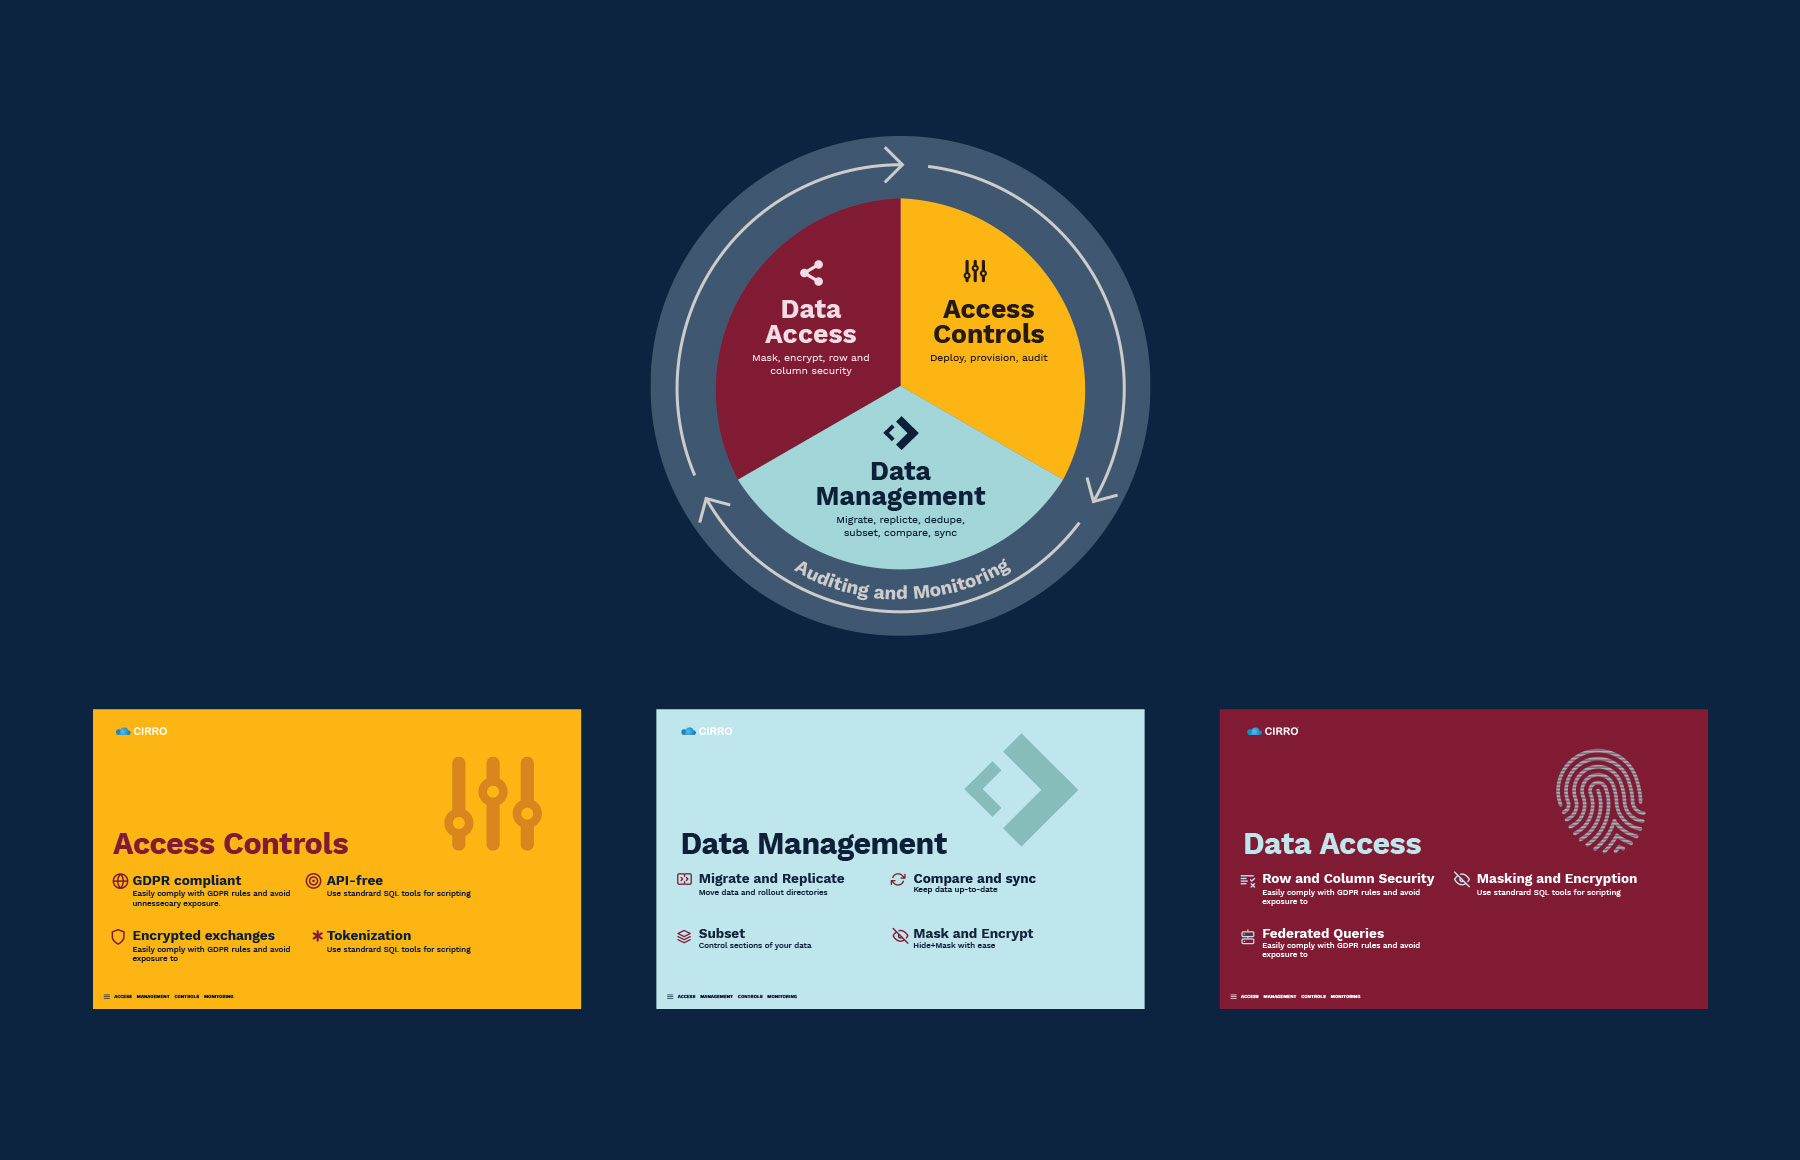 Data
Access
Mask, encrypt, row and
column security
Access
Controls
Deploy, provision, audit
Data
Management
Migrate, replicte, dedupe,
subset, compare, sync
Auditing and Monitoring
CIRRO
Access Controls
GDPR compliant
Easily comply with GDPR rules and avoid
unnessecary exposure.
API-free
Use standrard SQL tools for scripting
Encrypted exchanges
Easily comply with GDPR rules and avoid
exposure to
Tokenization
Use standrard SQL tools for scripting
ACCESS MANAGEMENT CONTROLS MONITORING
CIRRO
Data Management
Migrate and Replicate
Move data and rollout directories
Compare and sync
Keep data up-to-date
Subset
Control sections of your data
Mask and Encrypt
Hide+Mask with ease
ACCESS MANAGEMENT CONTROLS MONITORING
CIRRO
Data Access
Row and Column Security
Easily comply with GDPR rules and avoid
exposure to
Masking and Encryption
Use standrard SQL tools for scripting
Federated Queries
Easily comply with GDPR rules and avoid
exposure to
ACCESS MANAGEMENT CONTROLS MONITORING